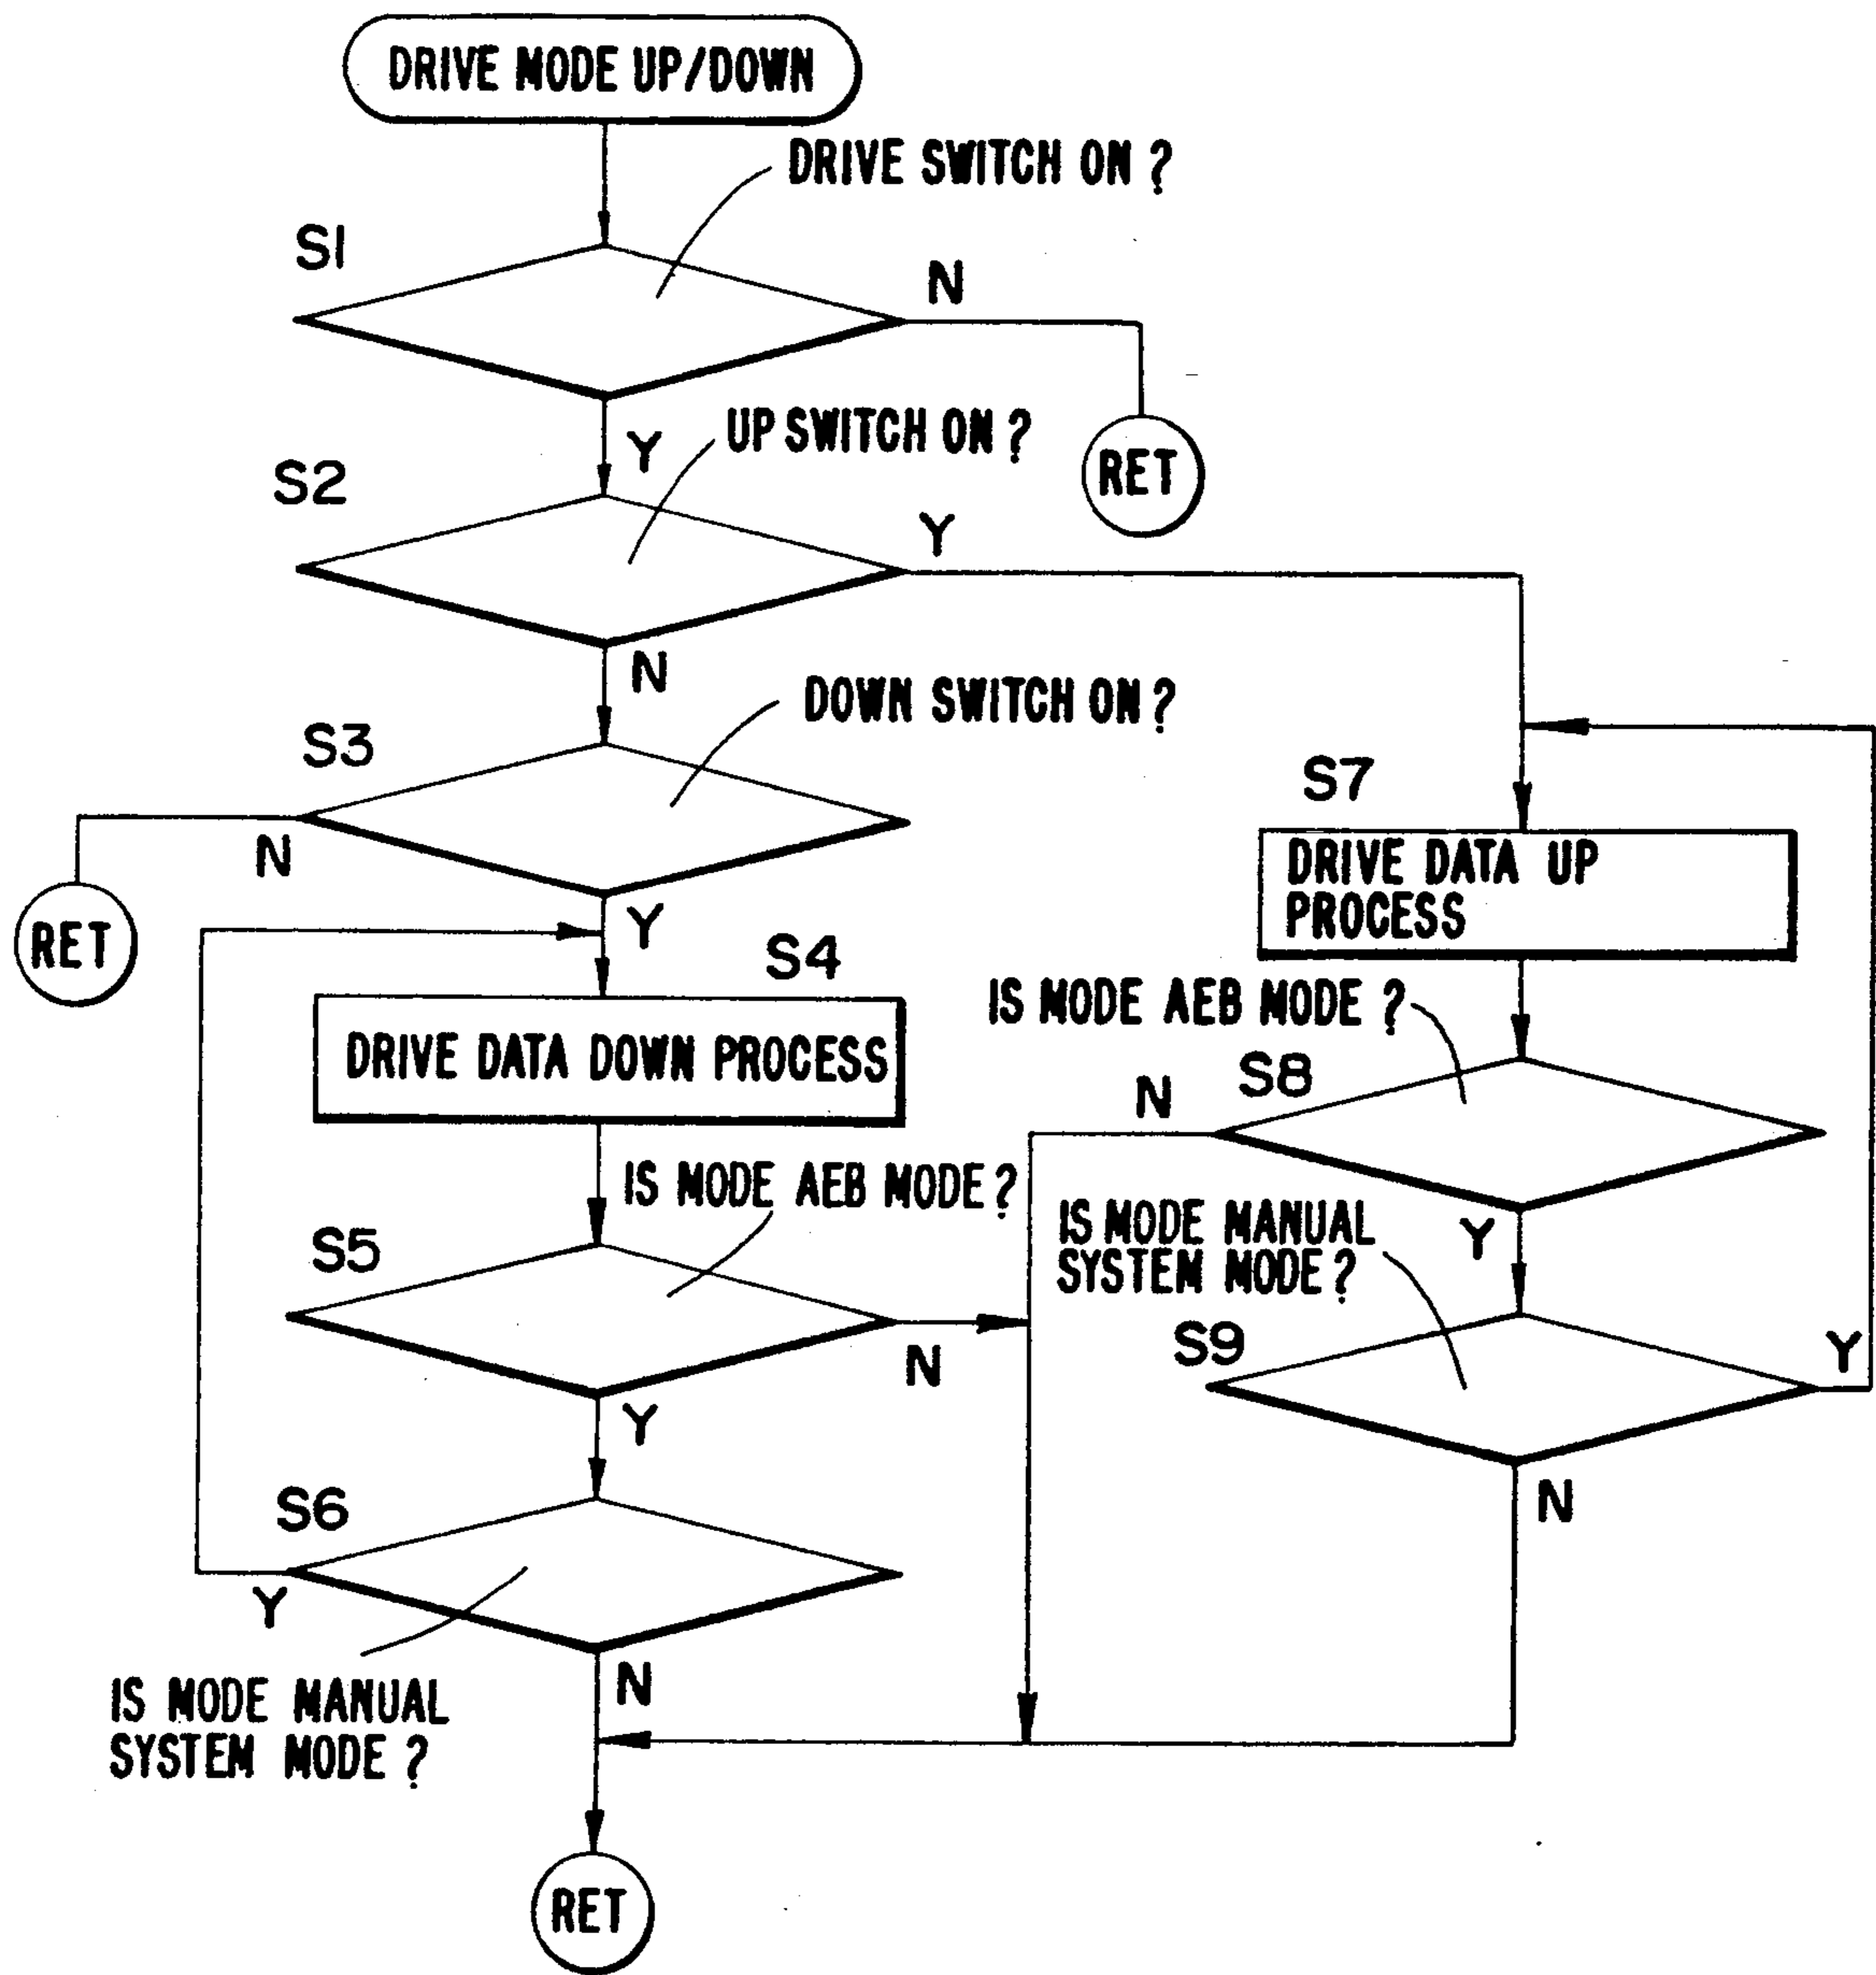 DRIVE MODE UP/DOWN
DRIVE SWITCH ON ?
S1
N
RET
Y
UP SWITCH ON ?
S2
Y
N
DOWN SWITCH ON ?
S3
N
RET
Y
S4
DRIVE DATA DOWN PROCESS
IS MODE AEB MODE ?
S5
N
Y
S6
Y
IS MODE MANUAL
SYSTEM MODE ?
N
RET
S7
DRIVE DATA UP
PROCESS
IS MODE AEB MODE ?
S8
N
Y
IS MODE MANUAL
SYSTEM MODE ?
S9
Y
N